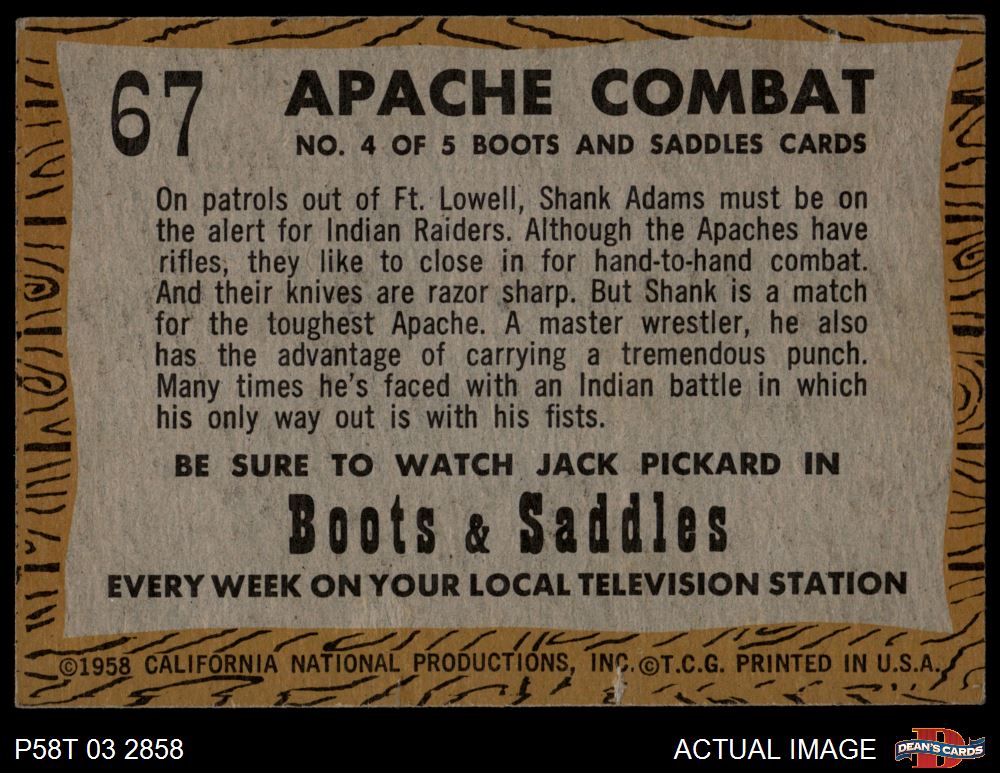 67
APACHE COMBAT
NO. 4 OF 5 BOOTS AND SADDLES CARDS
On patrols out of Ft. Lowell, Shank Adams must be on
the alert for Indian Raiders. Although the Apaches have
rifles, they like to close in for hand-to-hand combat.
And their knives are razor sharp. But Shank is a match
for the toughest Apache. A master wrestler, he also
has the advantage of carrying a tremendous punch.
Many times he's faced with an Indian battle in which
his only way out is with his fists.
BE SURE TO WATCH JACK PICKARD IN
Boots & Saddles
EVERY WEEK ON YOUR LOCAL TELEVISION STATION
©1958 CALIFORNIA NATIONAL PRODUCTIONS, INC. ©T.C.G. PRINTED IN U.S.A.
P58T 03 2858
ACTUAL IMAGE
D
DEAN'S CARDS